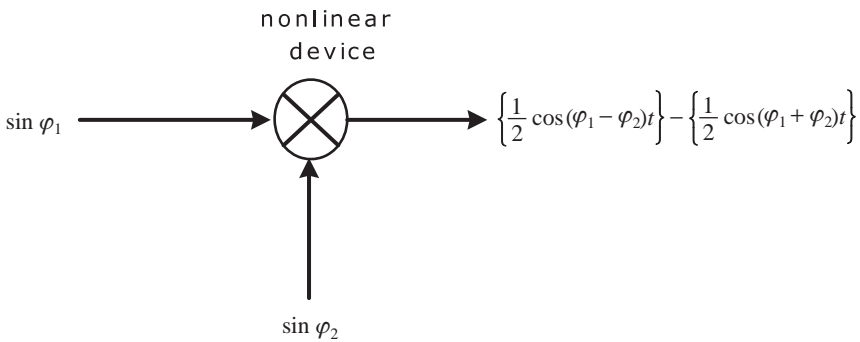 nonlinear
device
sin φ₁
{1/2 cos(φ₁ − φ₂)t} − {1/2 cos(φ₁ + φ₂)t}
sin φ₂